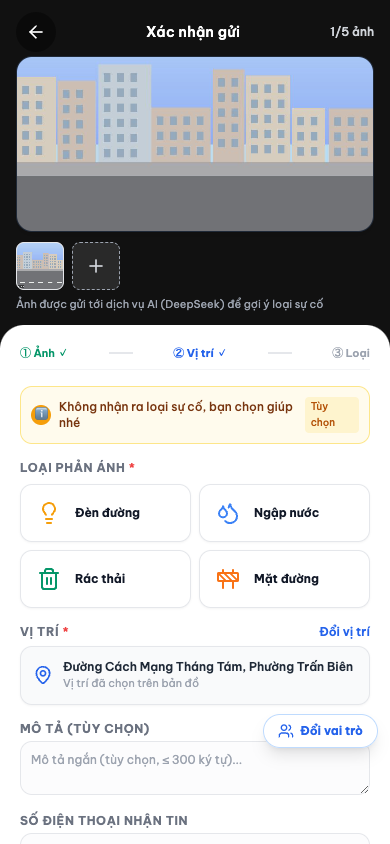 Xác nhận gửi
1/5 ảnh
Ảnh được gửi tới dịch vụ AI (DeepSeek) để gợi ý loại sự cố
① Ảnh ✓
② Vị trí ✓
③ Loại
Không nhận ra loại sự cố, bạn chọn giúp
nhé
Tùy
chọn
LOẠI PHẢN ÁNH *
Đèn đường
Ngập nước
Rác thải
Mặt đường
VỊ TRÍ *
Đổi vị trí
Đường Cách Mạng Tháng Tám, Phường Trấn Biên
Vị trí đã chọn trên bản đồ
MÔ TẢ (TÙY CHỌN)
Đổi vai trò
Mô tả ngắn (tùy chọn, ≤ 300 ký tự)...
SỐ ĐIỆN THOẠI NHẬN TIN